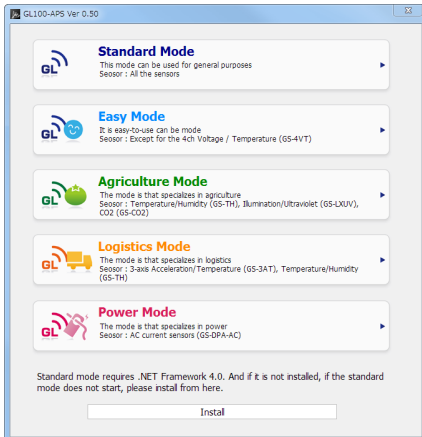 GL100-APS Ver 0.50
Standard Mode
This mode can be used for general purposes
Seosor : All the sensors
GL
Easy Mode
It is easy-to-use can be mode
Seosor : Except for the 4ch Voltage / Temperature (GS-4VT)
GL
Agriculture Mode
The mode is that specializes in agriculture
Seosor : Temperature/Humidity (GS-TH), Illumination/Ultraviolet (GS-LXUV),
CO2 (GS-CO2)
GL
Logistics Mode
The mode is that specializes in logistics
Seosor : 3-axis Acceleration/Temperature (GS-3AT), Temperature/Humidity
(GS-TH)
GL
Power Mode
The mode is that specializes in power
Seosor : AC current sensors (GS-DPA-AC)
GL
Standard mode requires .NET Framework 4.0. And if it is not installed, if the standard
mode does not start, please install from here.
Install